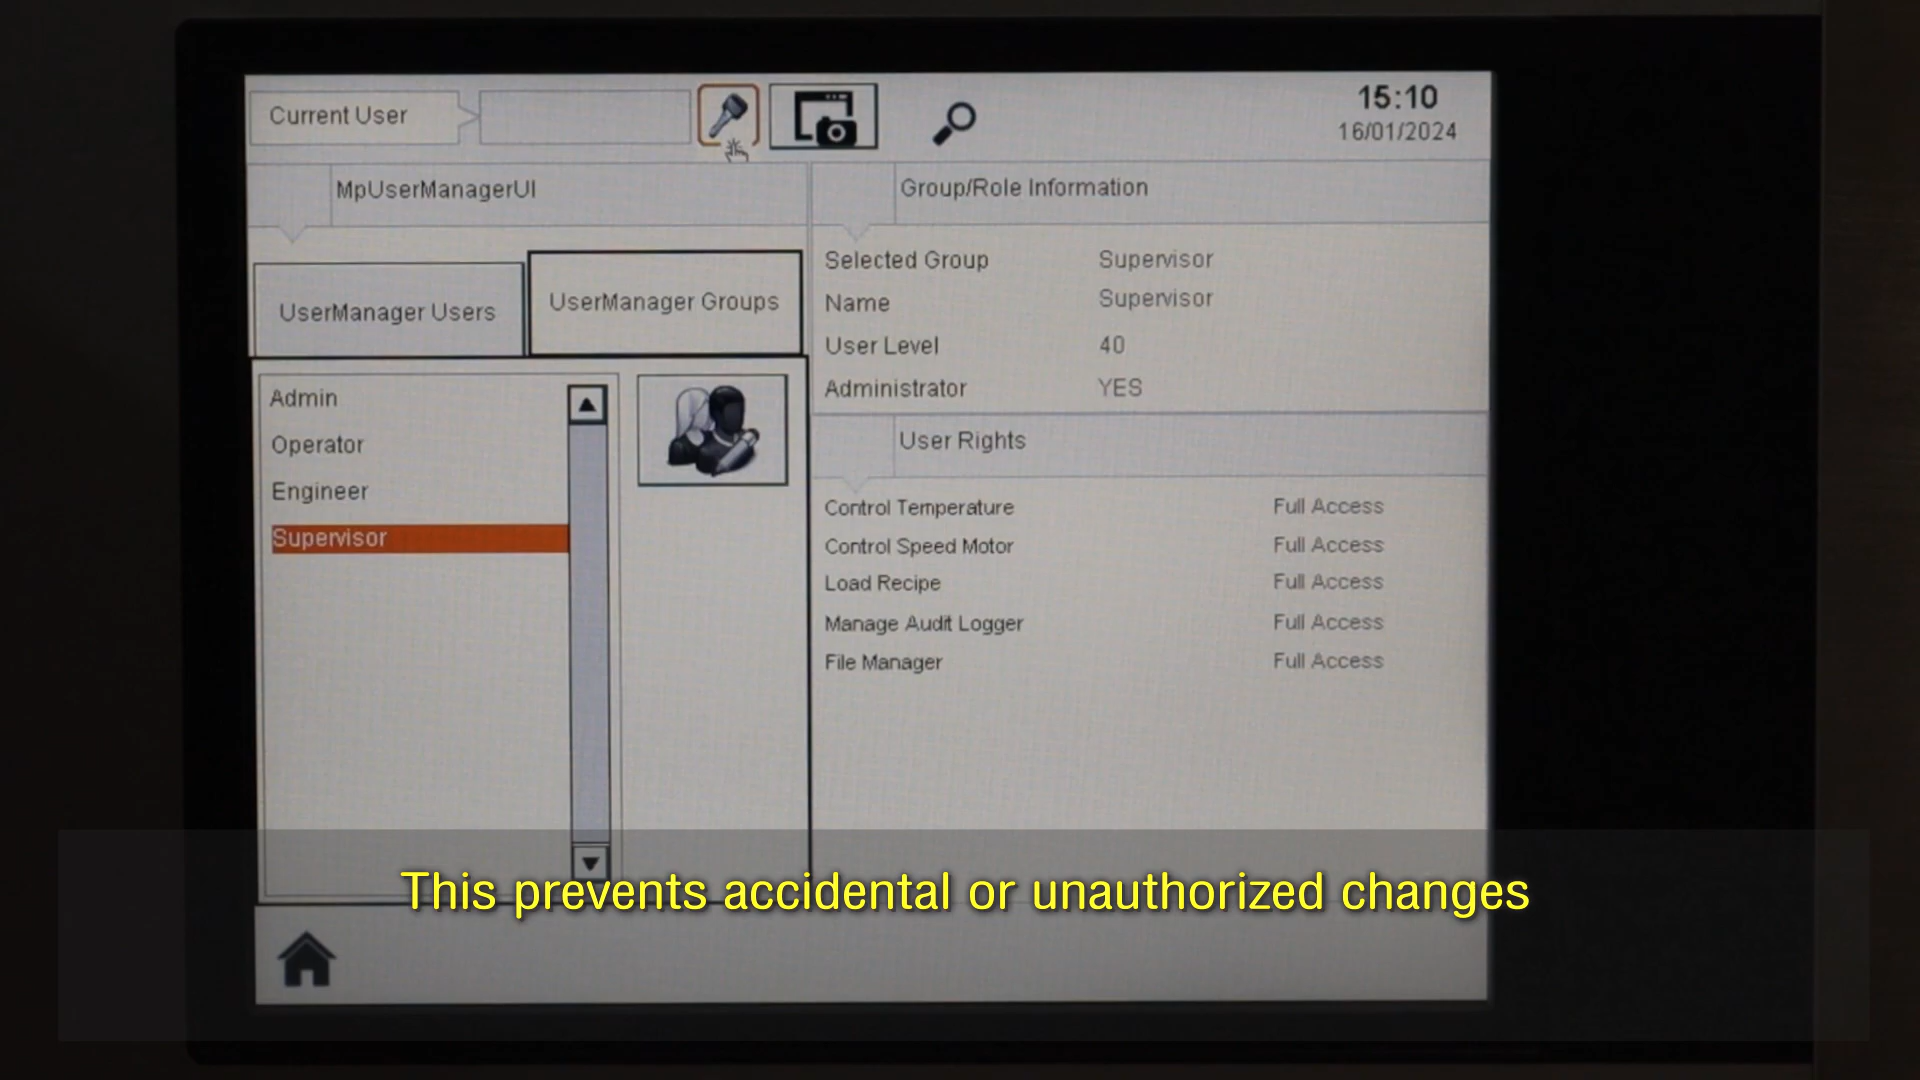 Current User
15:10
16/01/2024
MpUserManagerUI
Group/Role Information
UserManager Users
UserManager Groups
Selected Group Supervisor
Name Supervisor
User Level 40
Administrator YES
Admin
Operator
Engineer
Supervisor
User Rights
Control Temperature Full Access
Control Speed Motor Full Access
Load Recipe Full Access
Manage Audit Logger Full Access
File Manager Full Access
This prevents accidental or unauthorized changes